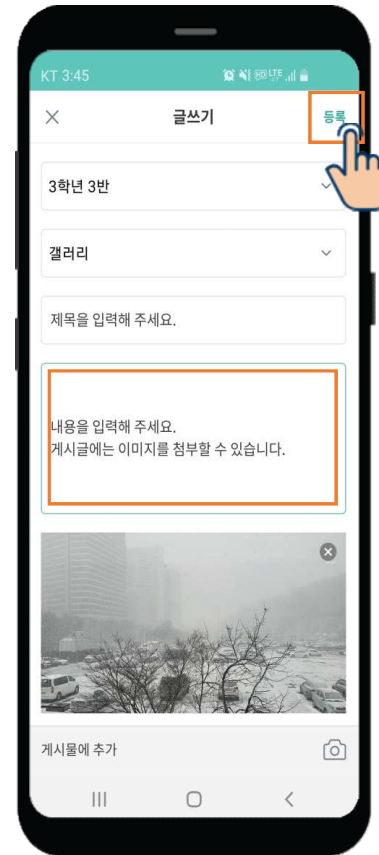 KT 3:45
글쓰기
등록
3학년 3반
갤러리
제목을 입력해 주세요.
내용을 입력해 주세요.
게시글에는 이미지를 첨부할 수 있습니다.
게시물에 추가